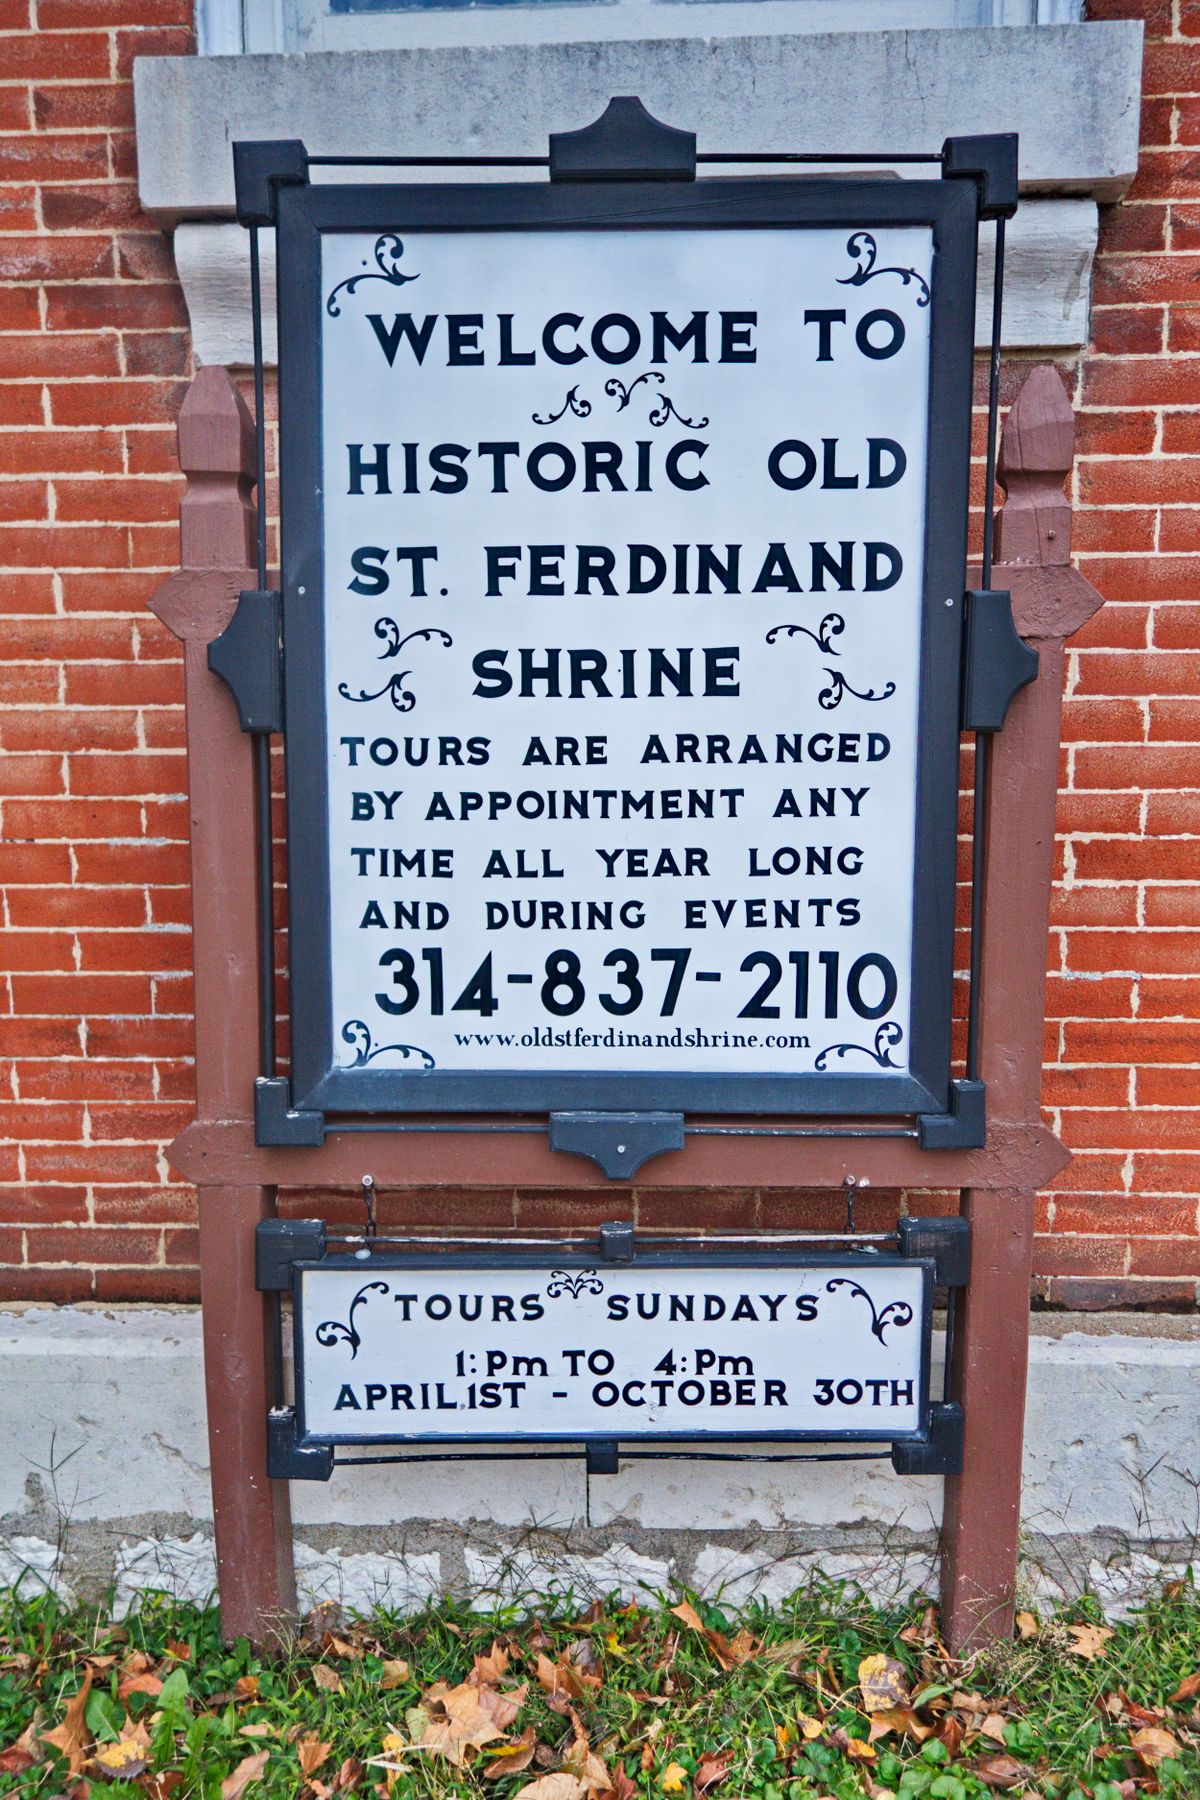 WELCOME TO
HISTORIC OLD
ST. FERDINAND
SHRINE
TOURS ARE ARRANGED
BY APPOINTMENT ANY
TIME ALL YEAR LONG
AND DURING EVENTS
314-837-2110
www.oldstferdinandshrine.com
TOURS SUNDAYS
1:Pm TO 4:Pm
APRIL.1ST - OCTOBER 30TH